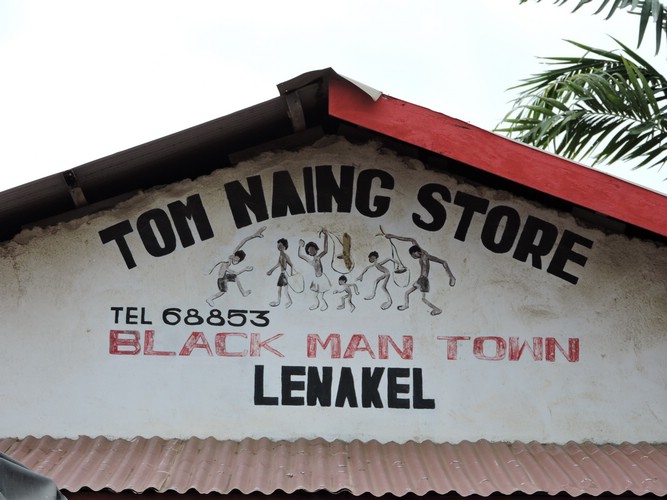 TOM NAING STORE
TEL 68853
BLACK MAN TOWN
LENAKEL